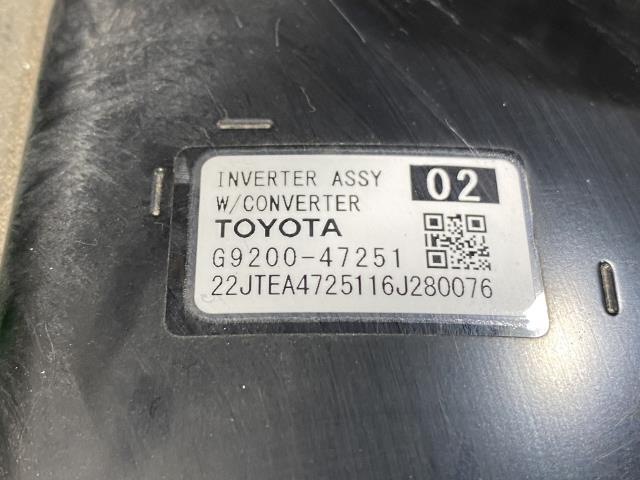 INVERTER ASSY 02
W/CONVERTER
TOYOTA
G9200-47251
22JTEA4725116J280076